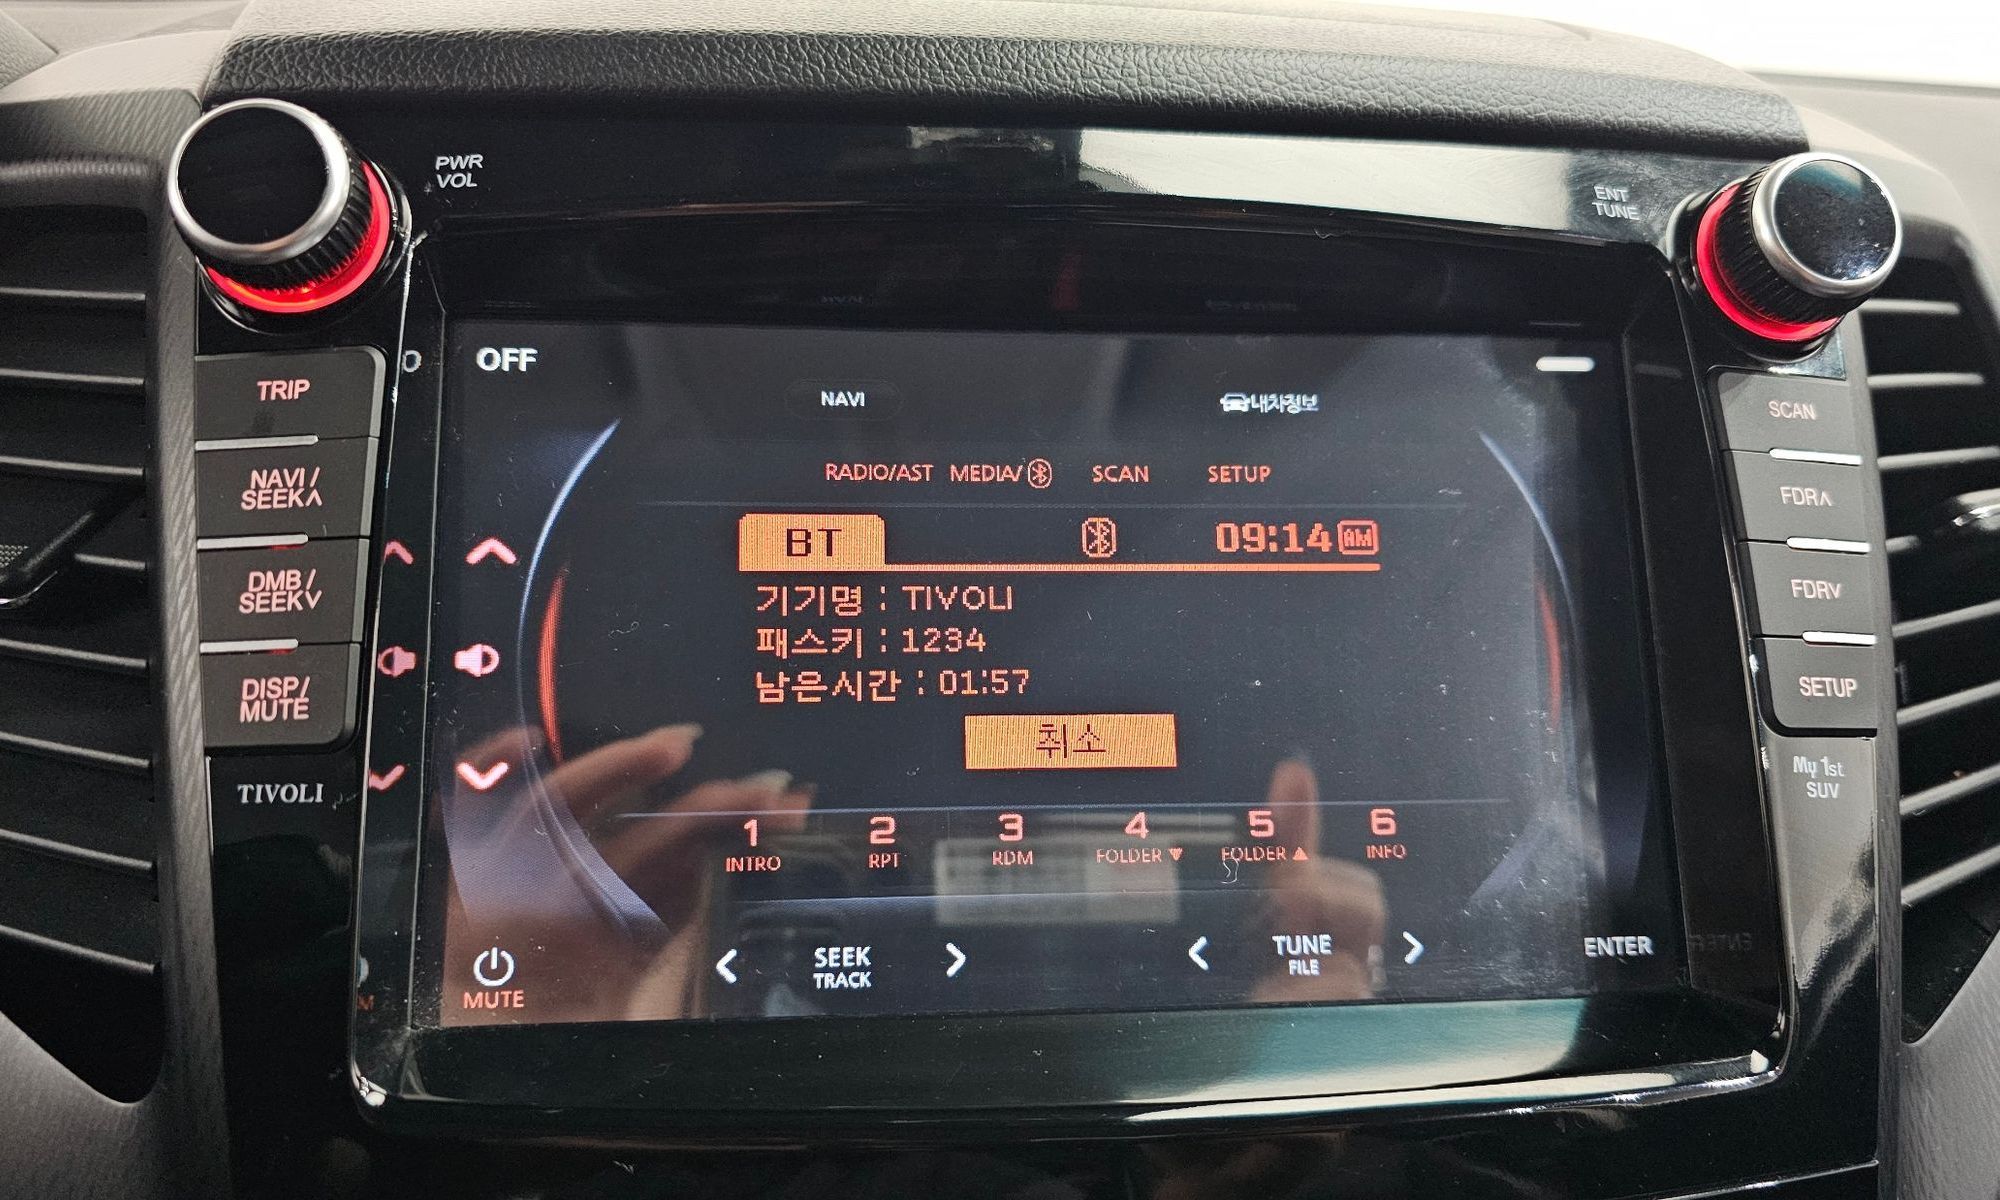 PWR
VOL
ENT
TUNE
TRIP
NAVI/
SEEK∧
DMB/
SEEK∨
DISP/
MUTE
TIVOLI
OFF
NAVI
내차정보
RADIO/AST MEDIA/ SCAN SETUP
BT 09:14 AM
기기명 : TIVOLI
패스키 : 1234
남은시간 : 01:57
취소
1 2 3 4 5 6
INTRO RPT RDM FOLDER ▼ FOLDER ▲ INFO
MUTE
< SEEK >
TRACK
< TUNE >
FILE
ENTER
SCAN
FDR∧
FDR∨
SETUP
My 1st
SUV